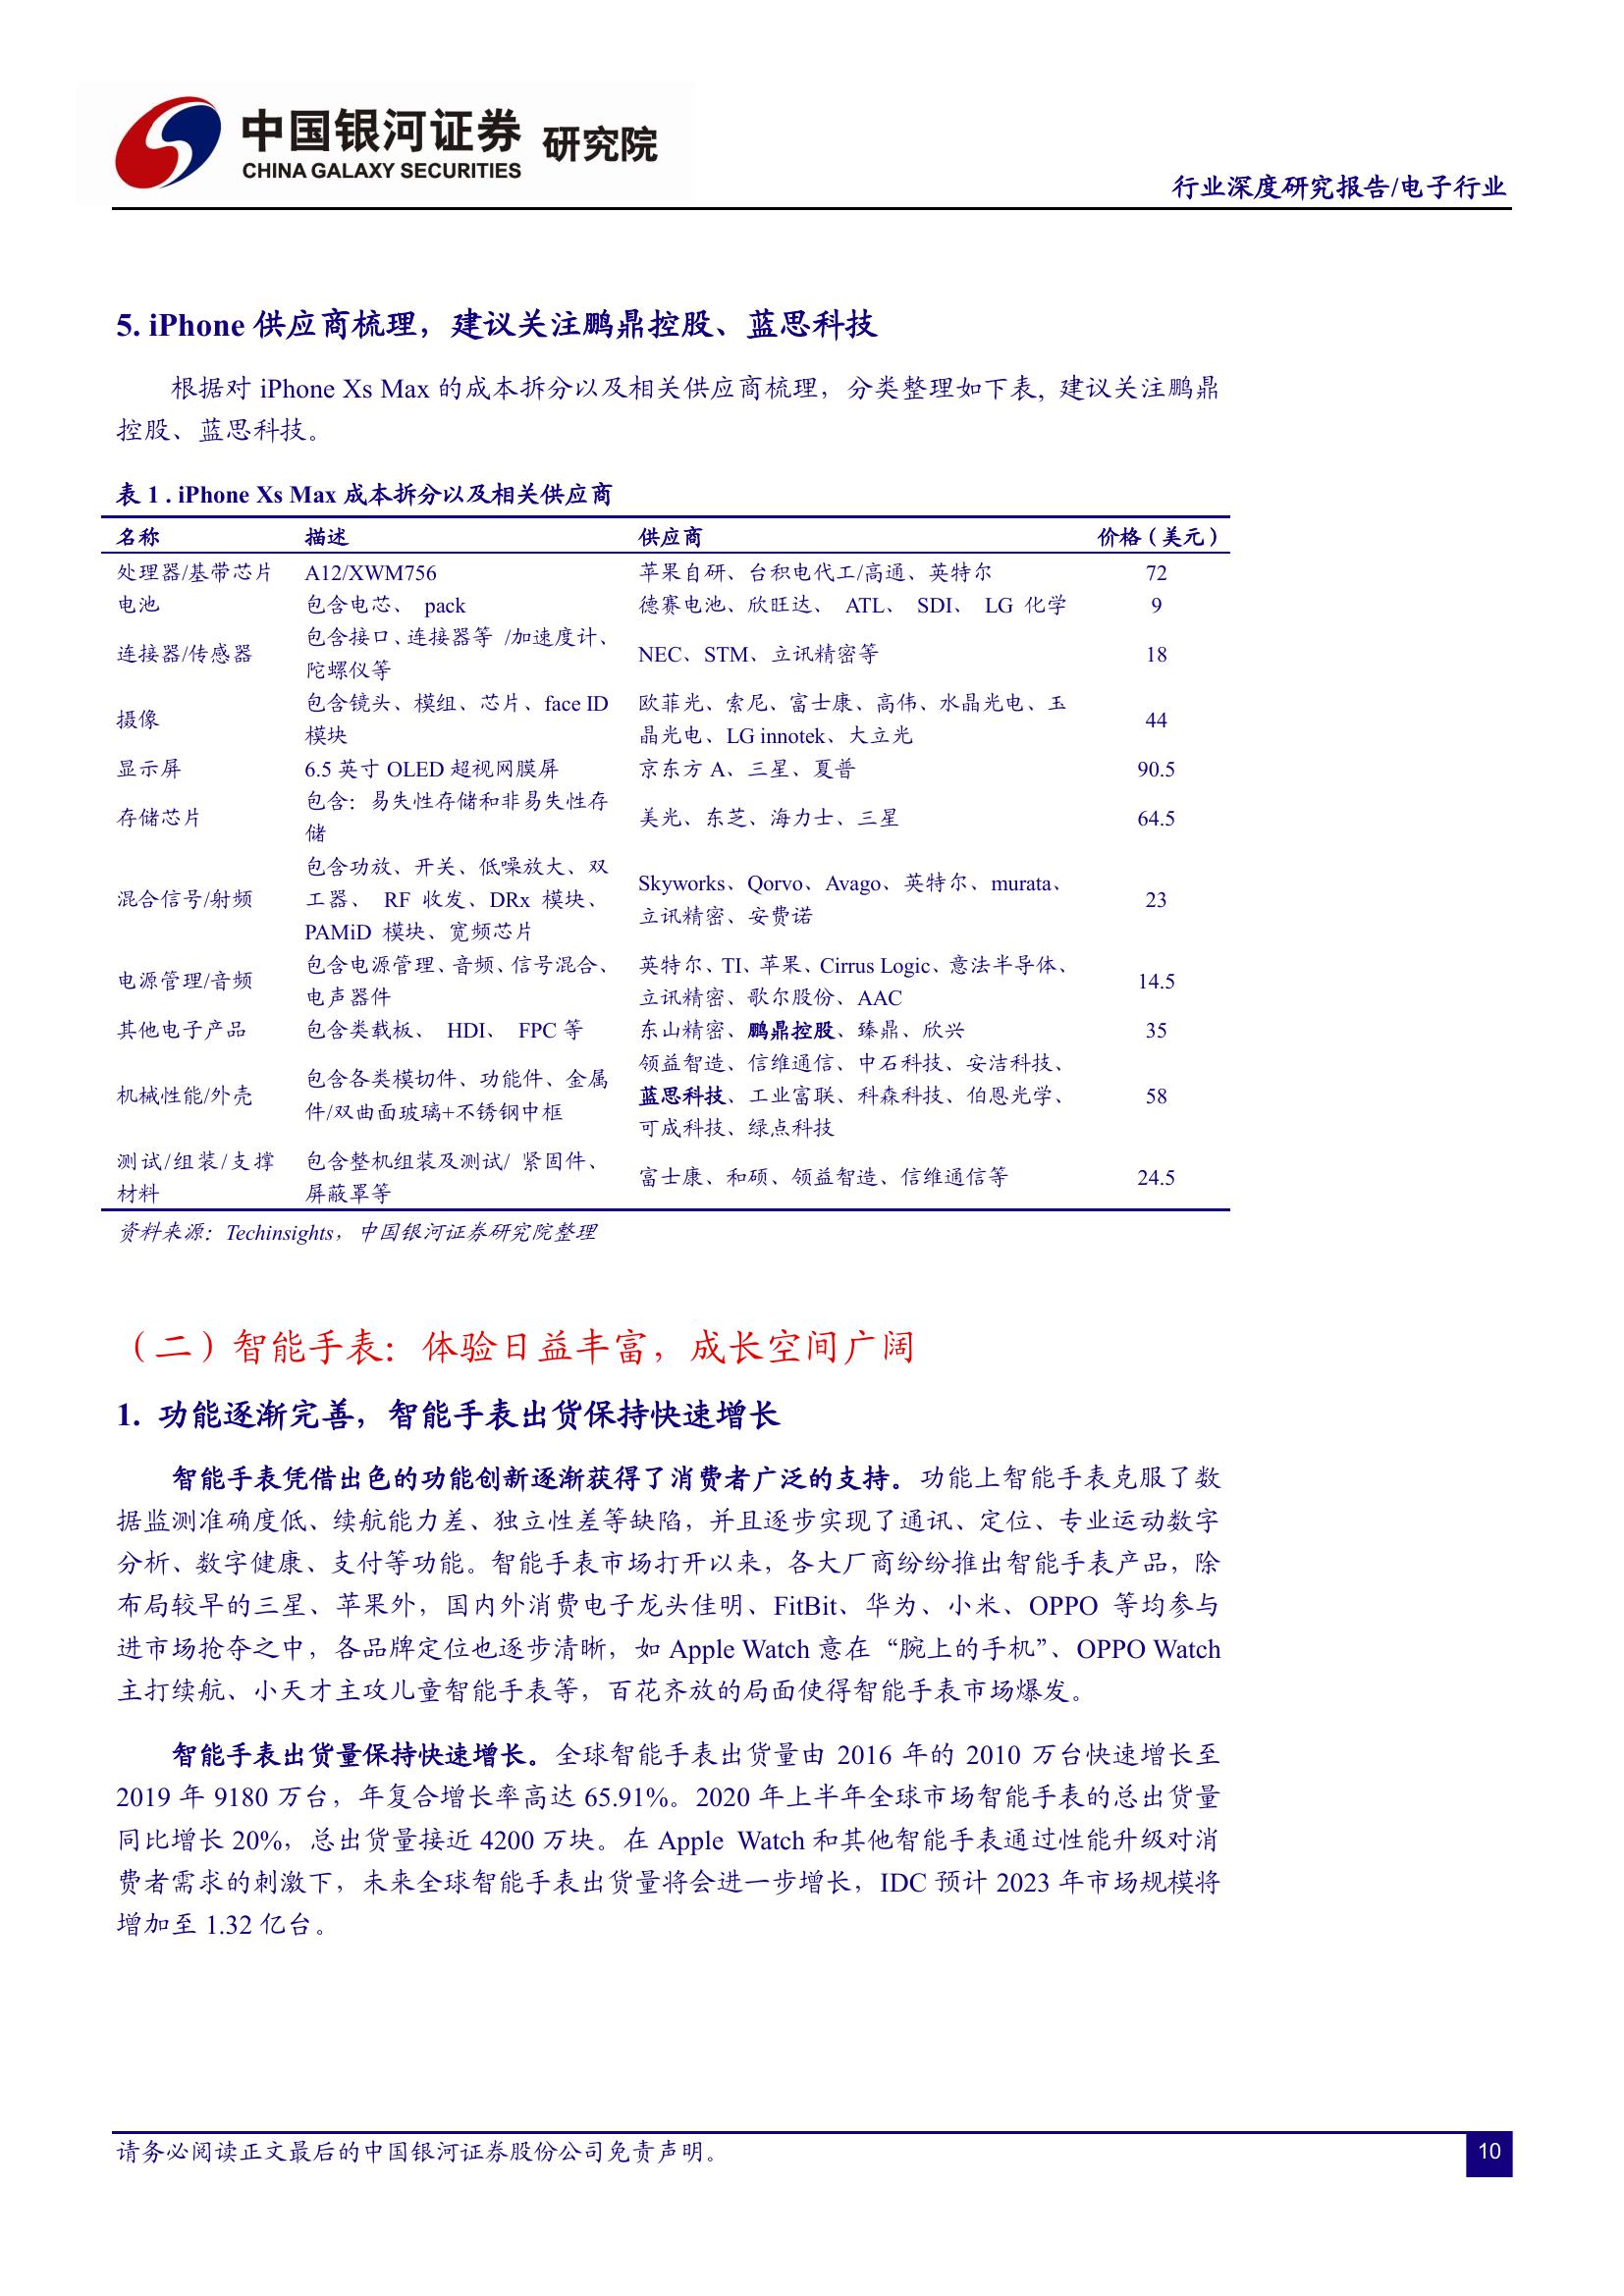 中国银河证券 研究院
CHINA GALAXY SECURITIES
行业深度研究报告/电子行业
5. iPhone 供应商梳理，建议关注鹏鼎控股、蓝思科技
根据对 iPhone Xs Max 的成本拆分以及相关供应商梳理，分类整理如下表, 建议关注鹏鼎
控股、蓝思科技。
表 1 . iPhone Xs Max 成本拆分以及相关供应商
名称 描述 供应商 价格（美元）
处理器/基带芯片 A12/XWM756 苹果自研、台积电代工/高通、英特尔 72
电池 包含电芯、 pack 德赛电池、欣旺达、 ATL、 SDI、 LG 化学 9
连接器/传感器 包含接口、连接器等 /加速度计、
陀螺仪等 NEC、STM、立讯精密等 18
摄像 包含镜头、模组、芯片、face ID
模块 欧菲光、索尼、富士康、高伟、水晶光电、玉
晶光电、LG innotek、大立光 44
显示屏 6.5 英寸 OLED 超视网膜屏 京东方 A、三星、夏普 90.5
存储芯片 包含：易失性存储和非易失性存
储 美光、东芝、海力士、三星 64.5
混合信号/射频 包含功放、开关、低噪放大、双
工器、 RF 收发、DRx 模块、
PAMiD 模块、宽频芯片 Skyworks、Qorvo、Avago、英特尔、murata、
立讯精密、安费诺 23
电源管理/音频 包含电源管理、音频、信号混合、
电声器件 英特尔、TI、苹果、Cirrus Logic、意法半导体、
立讯精密、歌尔股份、AAC 14.5
其他电子产品 包含类载板、 HDI、 FPC 等 东山精密、鹏鼎控股、臻鼎、欣兴 35
机械性能/外壳 包含各类模切件、功能件、金属
件/双曲面玻璃+不锈钢中框 领益智造、信维通信、中石科技、安洁科技、
蓝思科技、工业富联、科森科技、伯恩光学、
可成科技、绿点科技 58
测试/组装/支撑
材料 包含整机组装及测试/ 紧固件、
屏蔽罩等 富士康、和硕、领益智造、信维通信等 24.5
资料来源：Techinsights，中国银河证券研究院整理
（二）智能手表：体验日益丰富，成长空间广阔
1. 功能逐渐完善，智能手表出货保持快速增长
智能手表凭借出色的功能创新逐渐获得了消费者广泛的支持。功能上智能手表克服了数
据监测准确度低、续航能力差、独立性差等缺陷，并且逐步实现了通讯、定位、专业运动数字
分析、数字健康、支付等功能。智能手表市场打开以来，各大厂商纷纷推出智能手表产品，除
布局较早的三星、苹果外，国内外消费电子龙头佳明、FitBit、华为、小米、OPPO 等均参与
进市场抢夺之中，各品牌定位也逐步清晰，如 Apple Watch 意在“腕上的手机”、OPPO Watch
主打续航、小天才主攻儿童智能手表等，百花齐放的局面使得智能手表市场爆发。
智能手表出货量保持快速增长。全球智能手表出货量由 2016 年的 2010 万台快速增长至
2019 年 9180 万台，年复合增长率高达 65.91%。2020 年上半年全球市场智能手表的总出货量
同比增长 20%，总出货量接近 4200 万块。在 Apple Watch 和其他智能手表通过性能升级对消
费者需求的刺激下，未来全球智能手表出货量将会进一步增长，IDC 预计 2023 年市场规模将
增加至 1.32 亿台。
请务必阅读正文最后的中国银河证券股份公司免责声明。
10